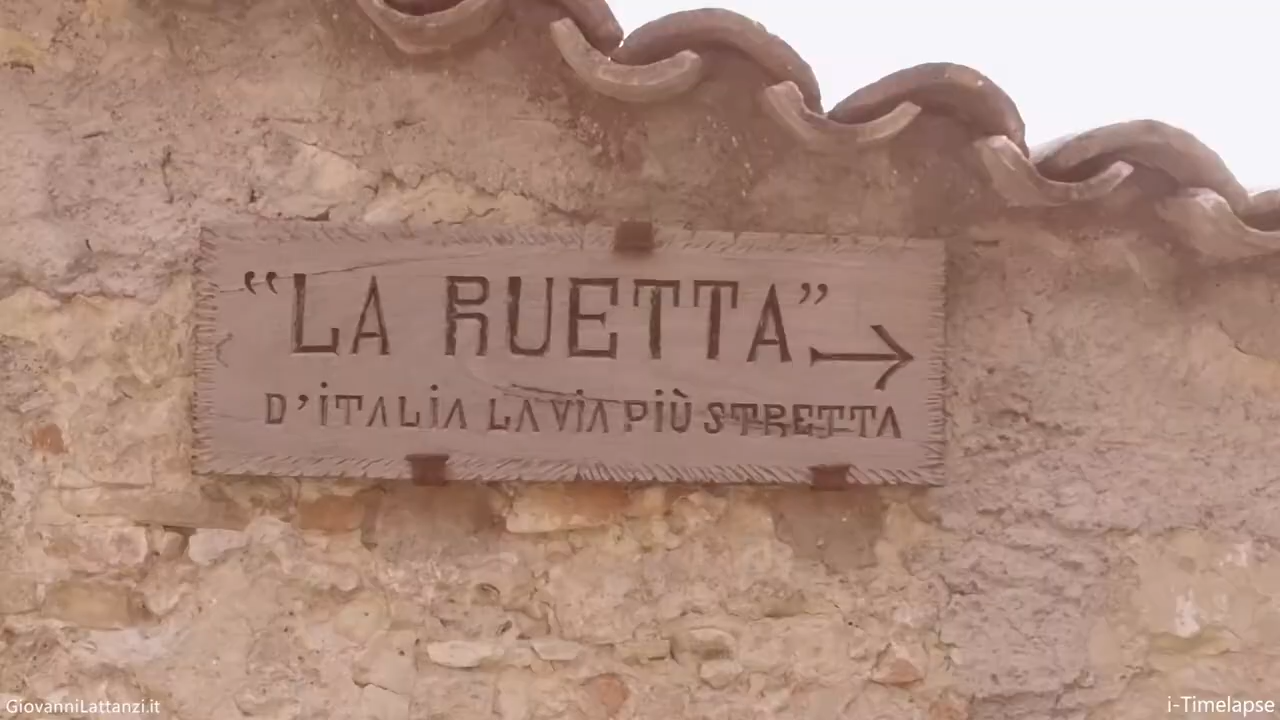 “LA RUETTA”
D'ITALIA LA VIA PIÙ STRETTA
GiovanniLattanzi.it
i-Timelapse